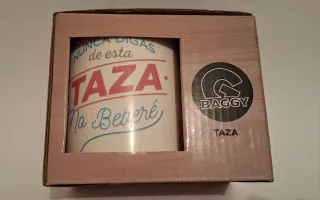 NUNCA DIGAS
de esta
TAZA
No Beberé
BAGGY
TAZA